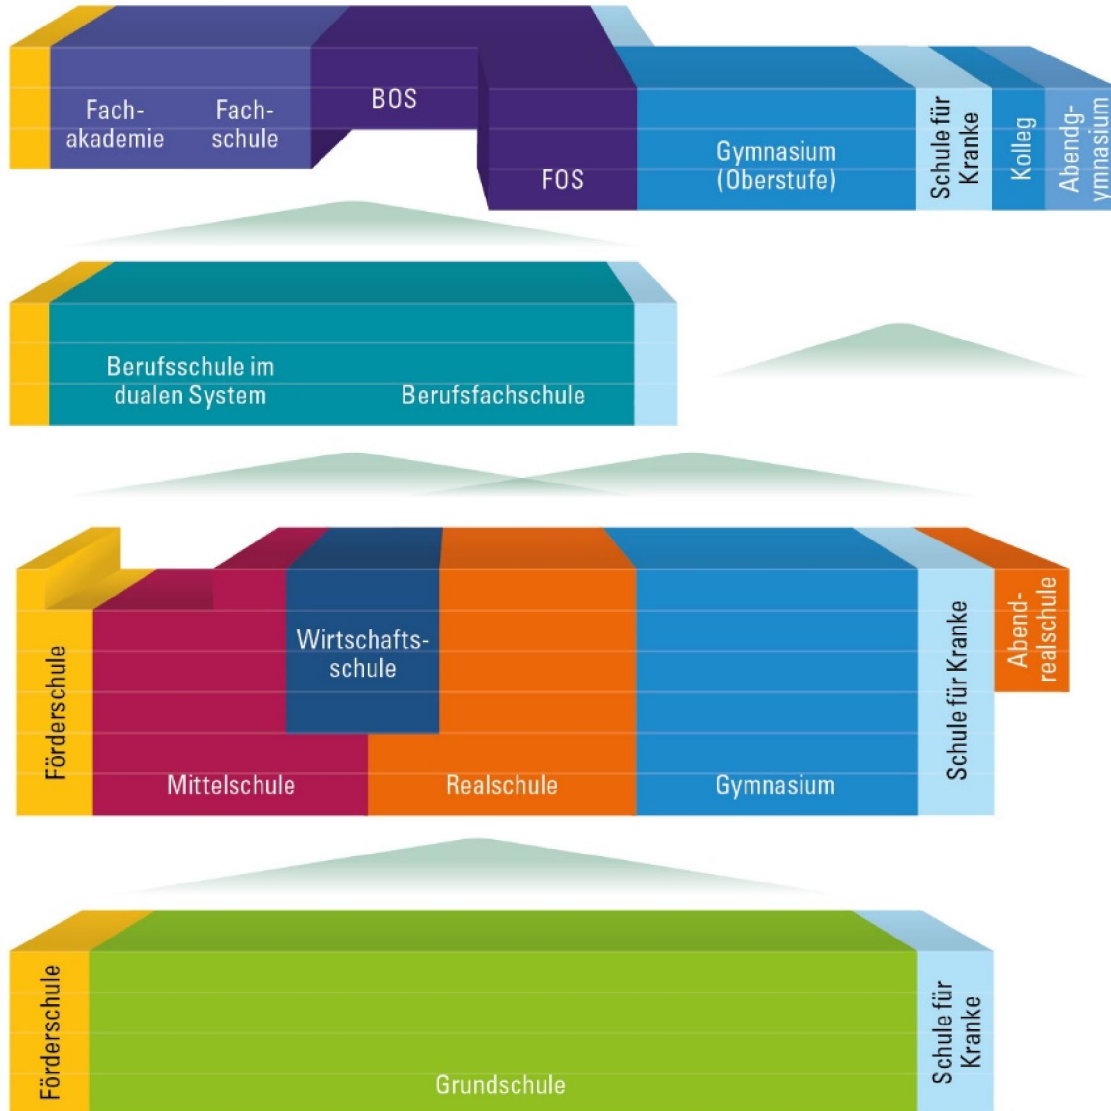 Fach-
akademie
Fach-
schule
BOS
FOS
Gymnasium
(Oberstufe)
Schule für
Kranke
Kolleg
Abendg-
ymnasium
Berufsschule im
dualen System
Berufsfachschule
Förderschule
Mittelschule
Wirtschafts-
schule
Realschule
Gymnasium
Schule für Kranke
Abend-
realschule
Förderschule
Grundschule
Schule für
Kranke